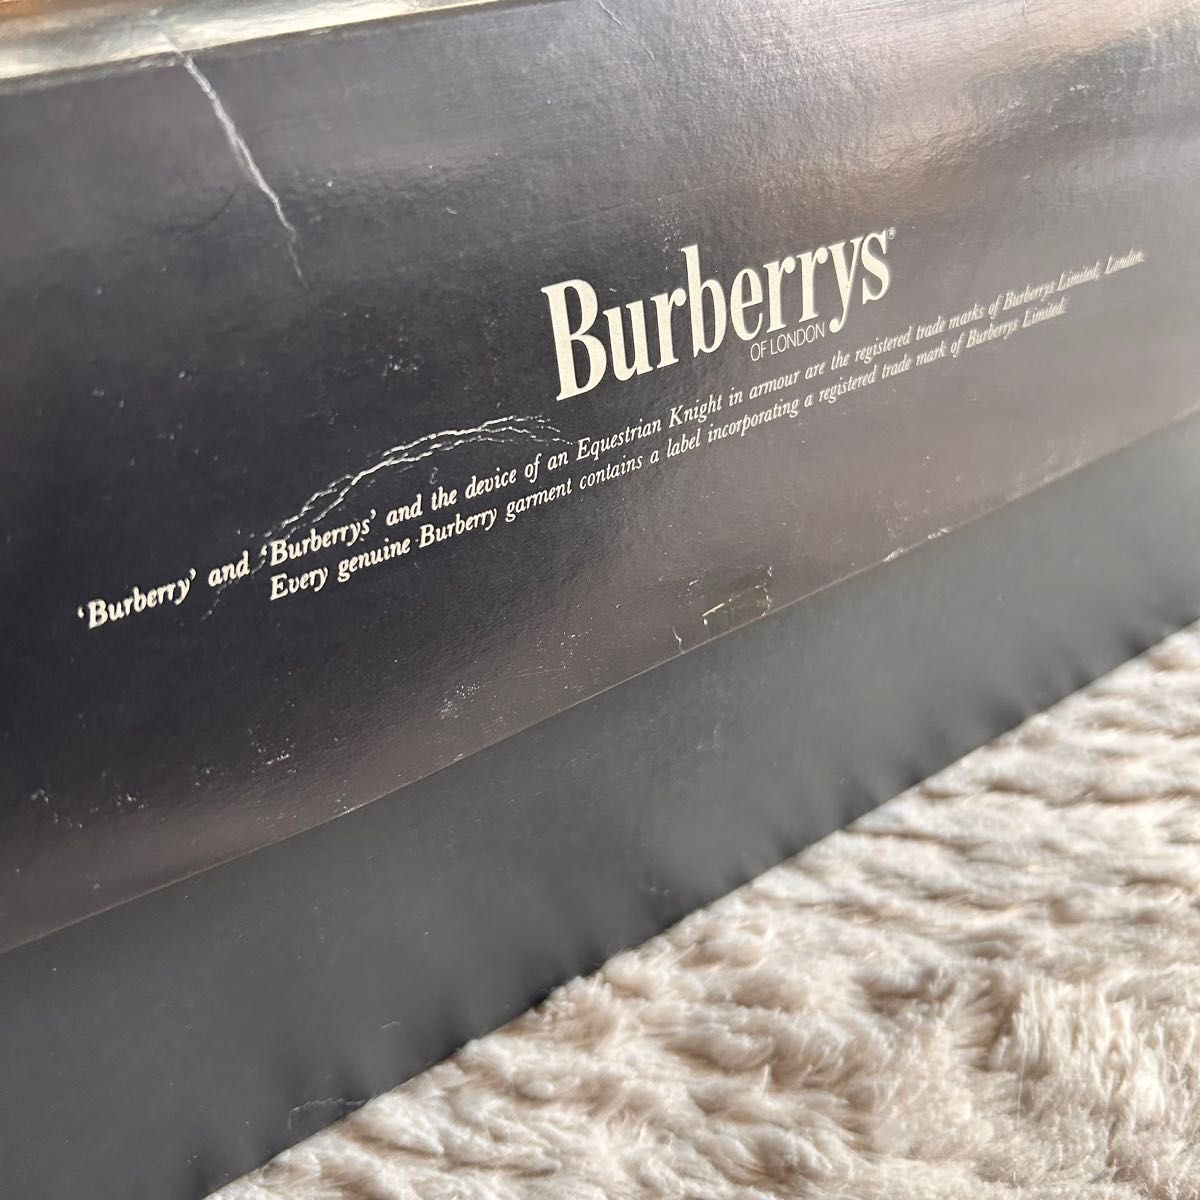 Burberrys®
OF LONDON
‘Burberry’ and ‘Burberrys’ and the device of an Equestrian Knight in armour are the registered trade marks of Burberrys Limited, London.
Every genuine Burberry garment contains a label incorporating a registered trade mark of Burberrys Limited.